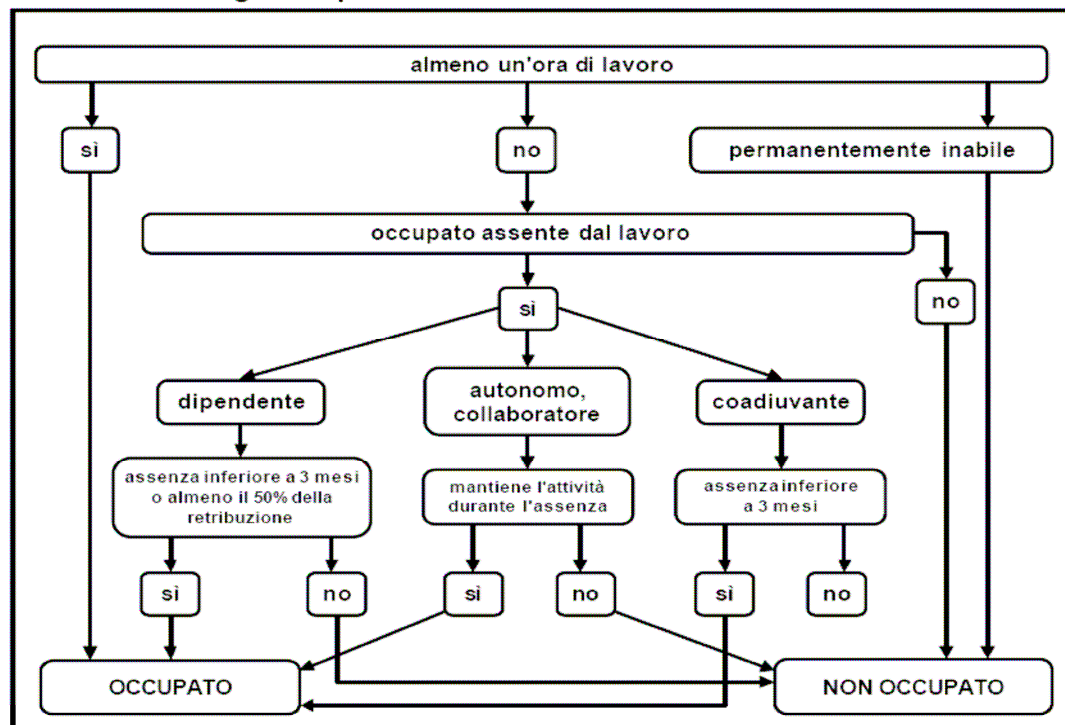 almeno un'ora di lavoro
sì
no
permanentemente inabile
occupato assente dal lavoro
sì
no
dipendente
autonomo,
collaboratore
coadiuvante
assenza inferiore a 3 mesi
o almeno il 50% della
retribuzione
mantiene l'attività
durante l'assenza
assenza inferiore
a 3 mesi
sì
no
sì
no
sì
no
OCCUPATO
NON OCCUPATO